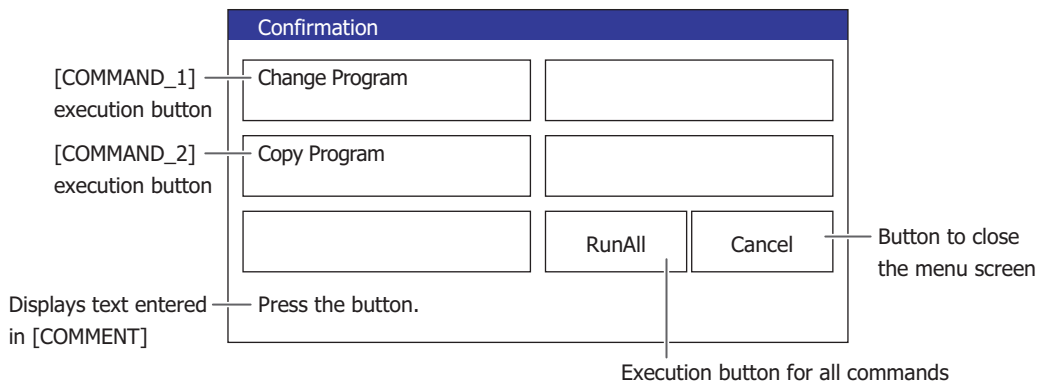 Confirmation
[COMMAND_1]
execution button
Change Program
[COMMAND_2]
execution button
Copy Program
RunAll
Cancel
Button to close
the menu screen
Displays text entered
in [COMMENT]
Press the button.
Execution button for all commands